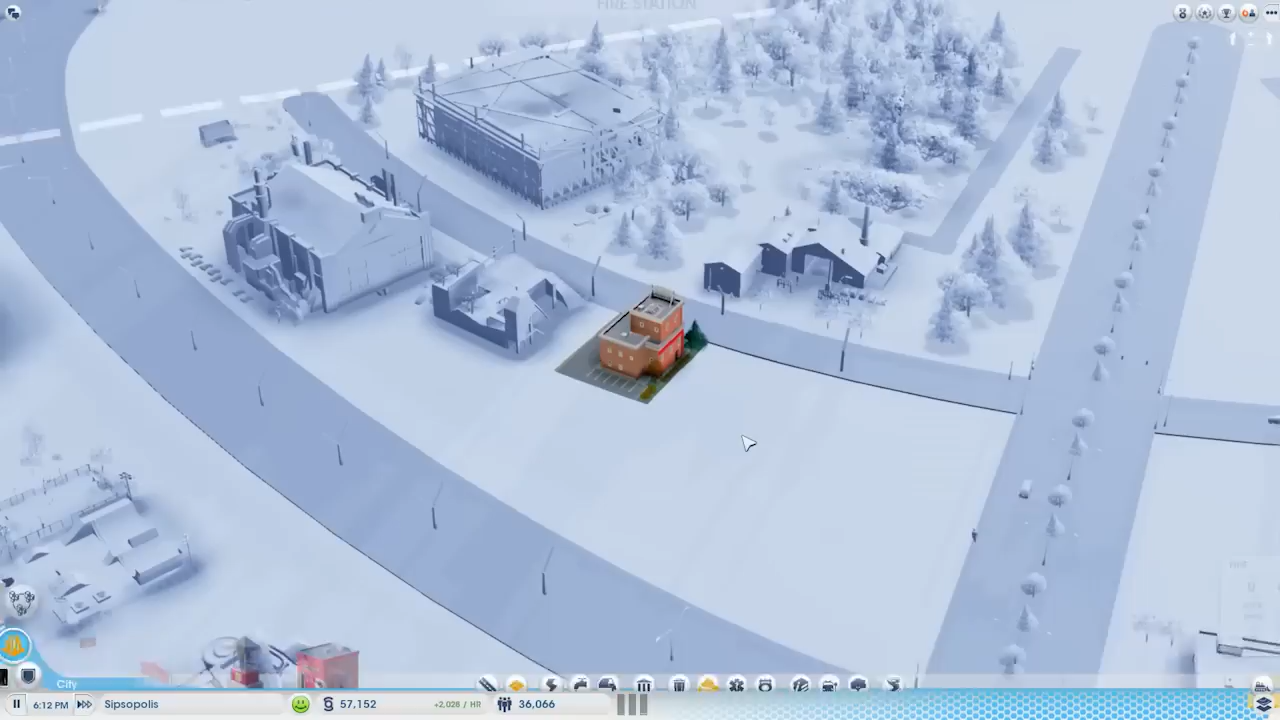 FIRE STATION
City
6:12 PM
Sipsopolis
57,152
+2,028 / HR
36,066